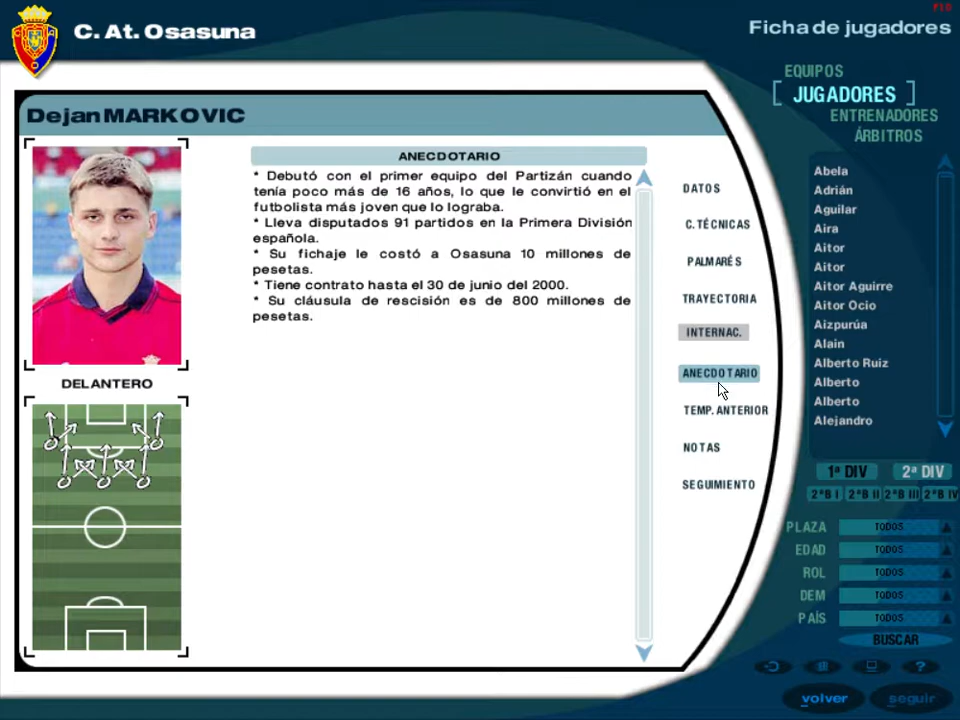 F10
C. At. Osasuna
Ficha de jugadores
EQUIPOS
[ JUGADORES ]
ENTRENADORES
ÁRBITROS
Dejan MARKOVIC
ANECDOTARIO
* Debutó con el primer equipo del Partizán cuando
tenía poco más de 16 años, lo que le convirtió en el
futbolista más joven que lo lograba.
* Lleva disputados 91 partidos en la Primera División
española.
* Su fichaje le costó a Osasuna 10 millones de
pesetas.
* Tiene contrato hasta el 30 de junio del 2000.
* Su cláusula de rescisión es de 800 millones de
pesetas.
DELANTERO
DATOS
C.TÉCNICAS
PALMARÉS
TRAYECTORIA
INTERNAC.
ANECDOTARIO
TEMP. ANTERIOR
NOTAS
SEGUIMIENTO
Abela
Adrián
Aguilar
Aira
Aitor
Aitor
Aitor Aguirre
Aitor Ocio
Aizpurúa
Alain
Alberto Ruiz
Alberto
Alberto
Alejandro
1ª DIV 2ª DIV
2ªB I 2ªB II 2ªB III 2ªB IV
PLAZA TODOS
EDAD TODOS
ROL TODOS
DEM TODOS
PAÍS TODOS
BUSCAR
?
volver seguir